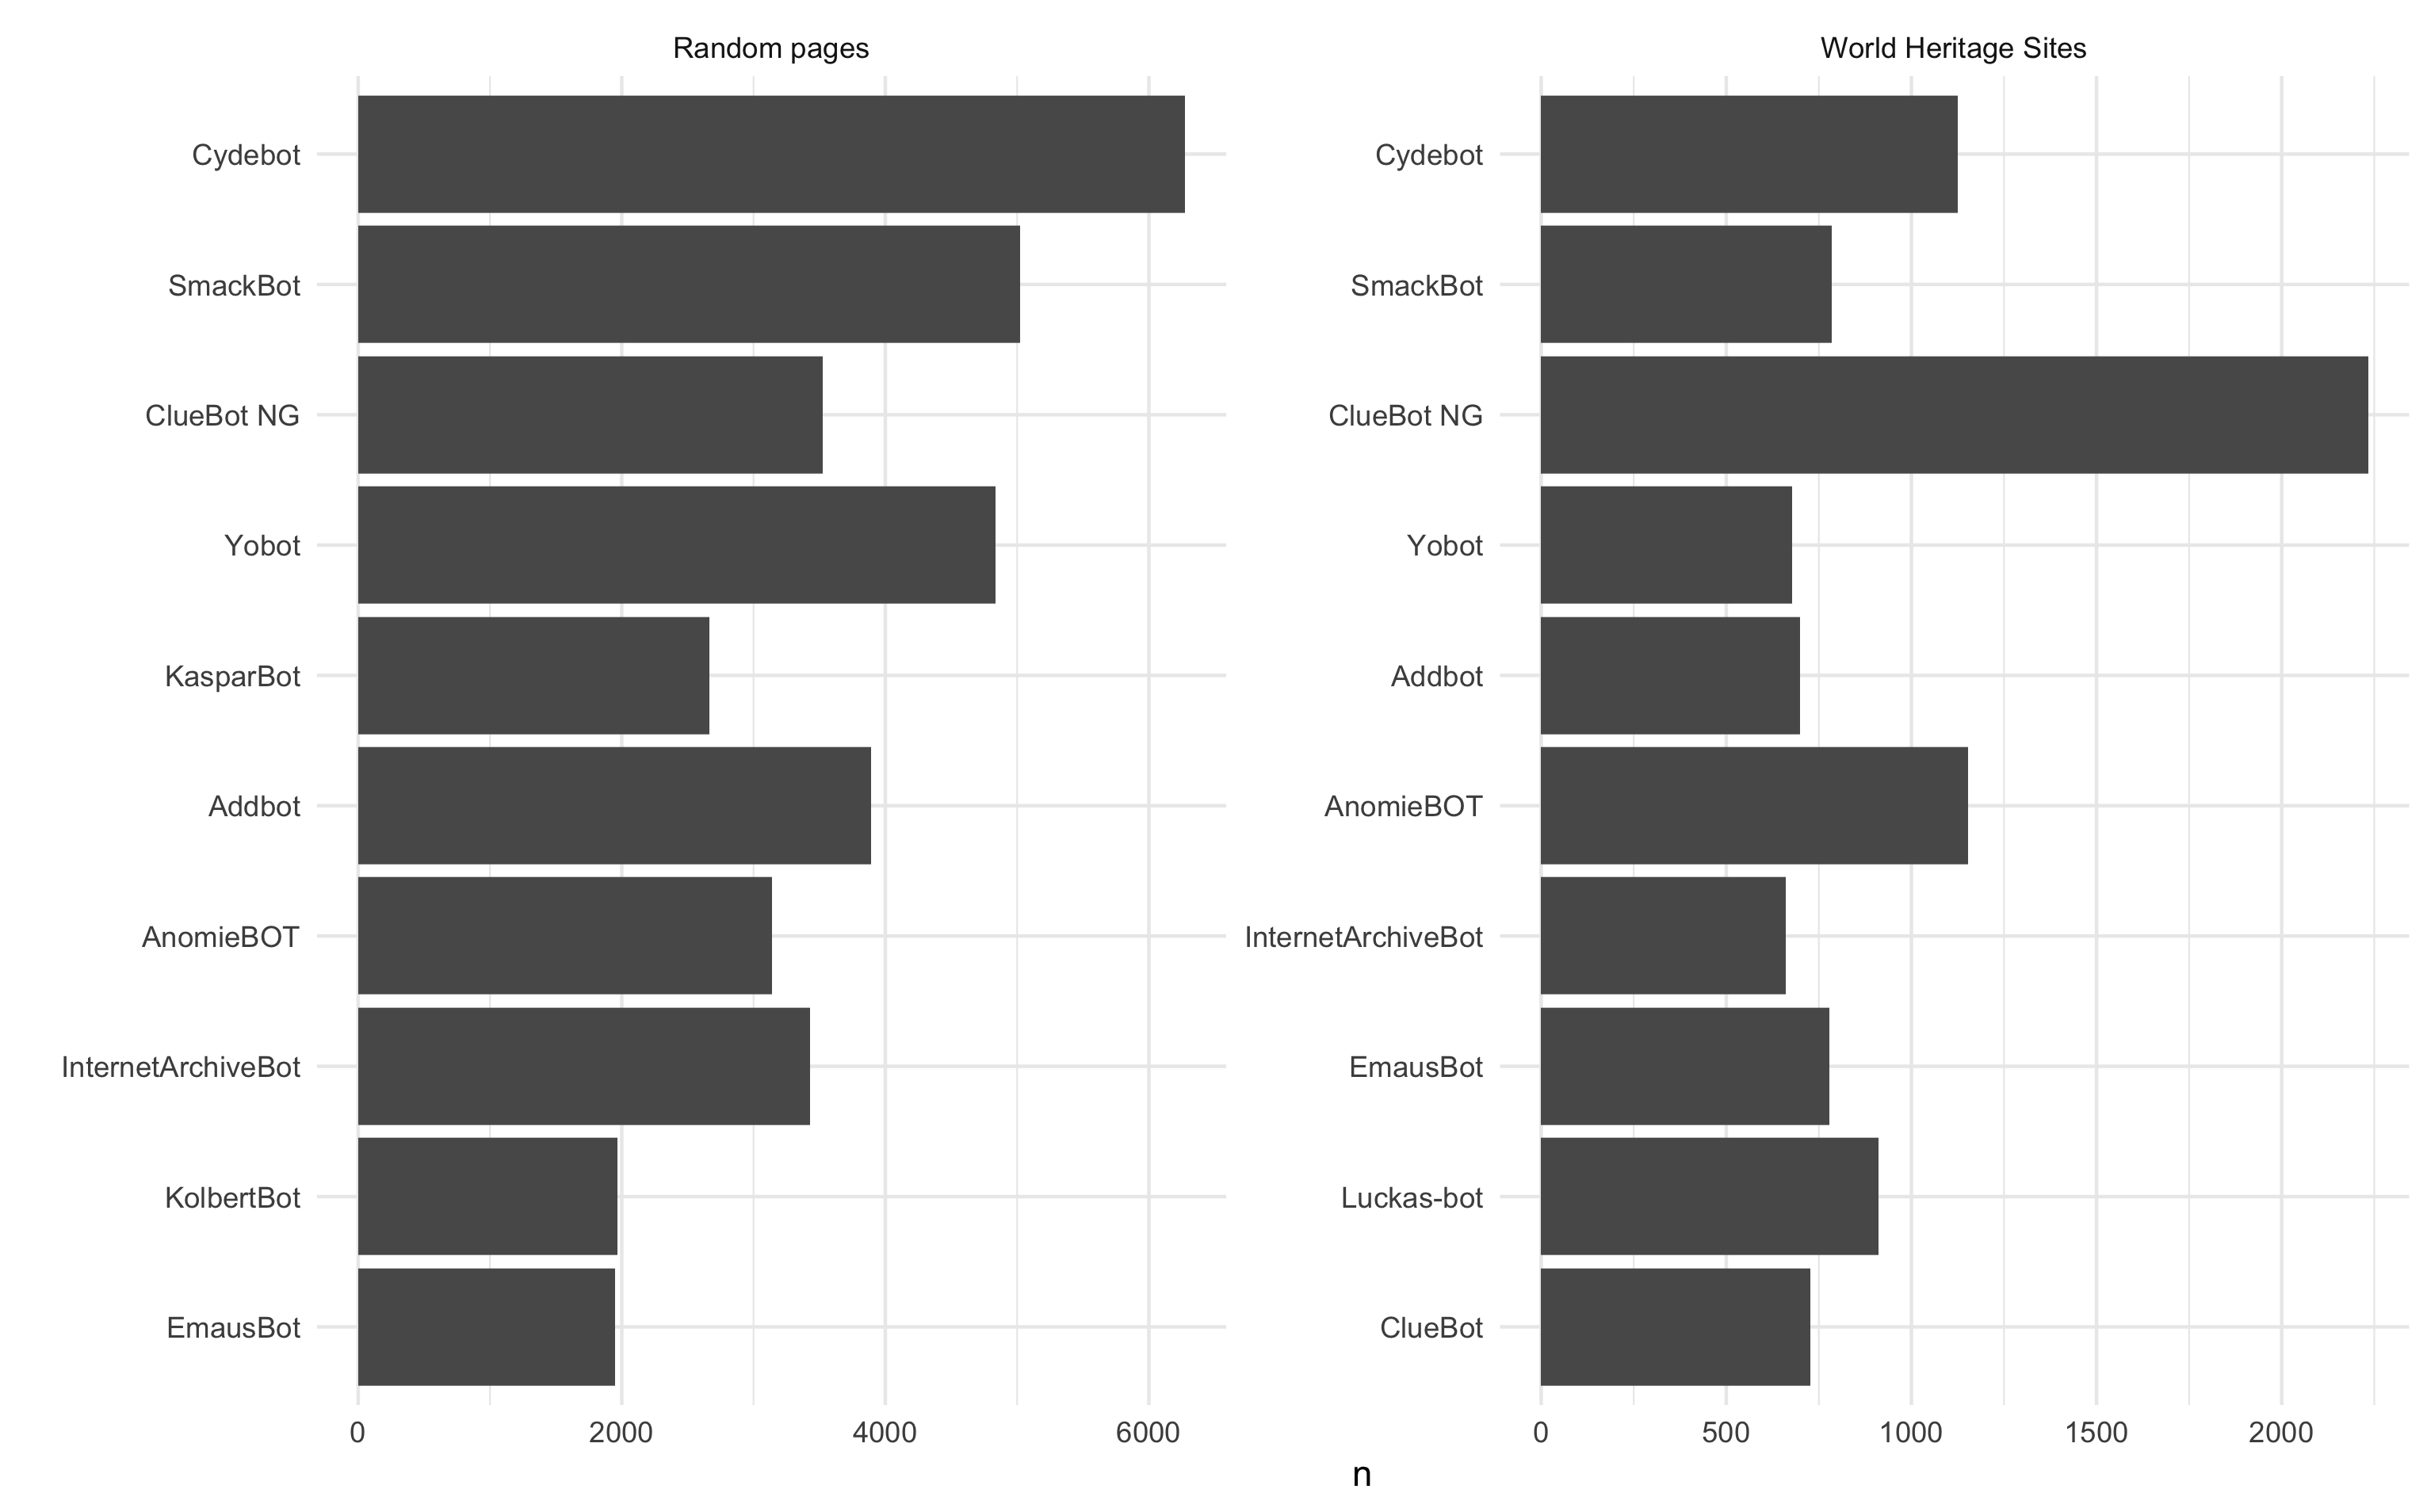 Random pages
Cydebot
SmackBot
ClueBot NG
Yobot
KasparBot
Addbot
AnomieBOT
InternetArchiveBot
KolbertBot
EmausBot
0 2000 4000 6000
World Heritage Sites
Cydebot
SmackBot
ClueBot NG
Yobot
Addbot
AnomieBOT
InternetArchiveBot
EmausBot
Luckas-bot
ClueBot
0 500 1000 1500 2000
n